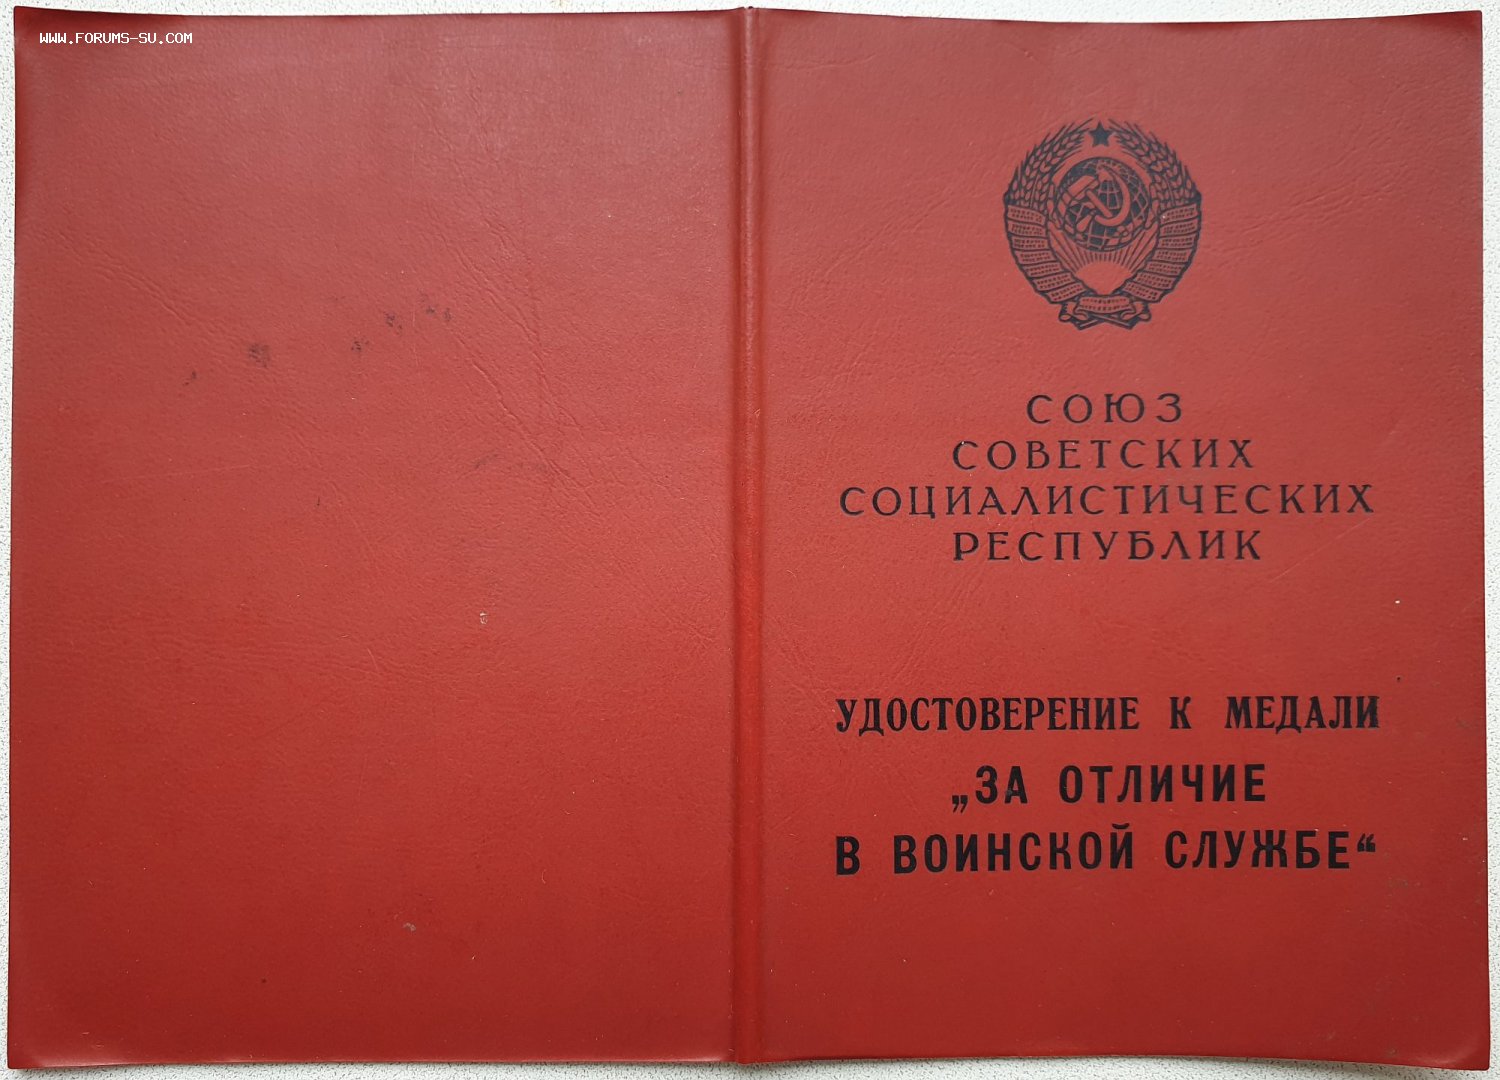 WWW.FORUMS-SU.COM
СОЮЗ
СОВЕТСКИХ
СОЦИАЛИСТИЧЕСКИХ
РЕСПУБЛИК
УДОСТОВЕРЕНИЕ К МЕДАЛИ
„ЗА ОТЛИЧИЕ
В ВОИНСКОЙ СЛУЖБЕ“